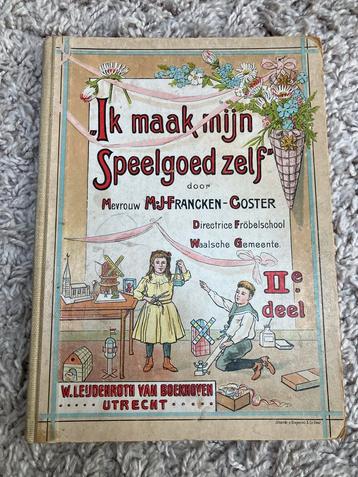 „Ik maak mijn
Speelgoed zelf"
door
Mevrouw M.J. FRANCKEN-COSTER
Directrice Fröbelschool
Waalsche Gemeente.
IIe
deel
W. LEIJDENROTH VAN BOEKHOVEN
UTRECHT